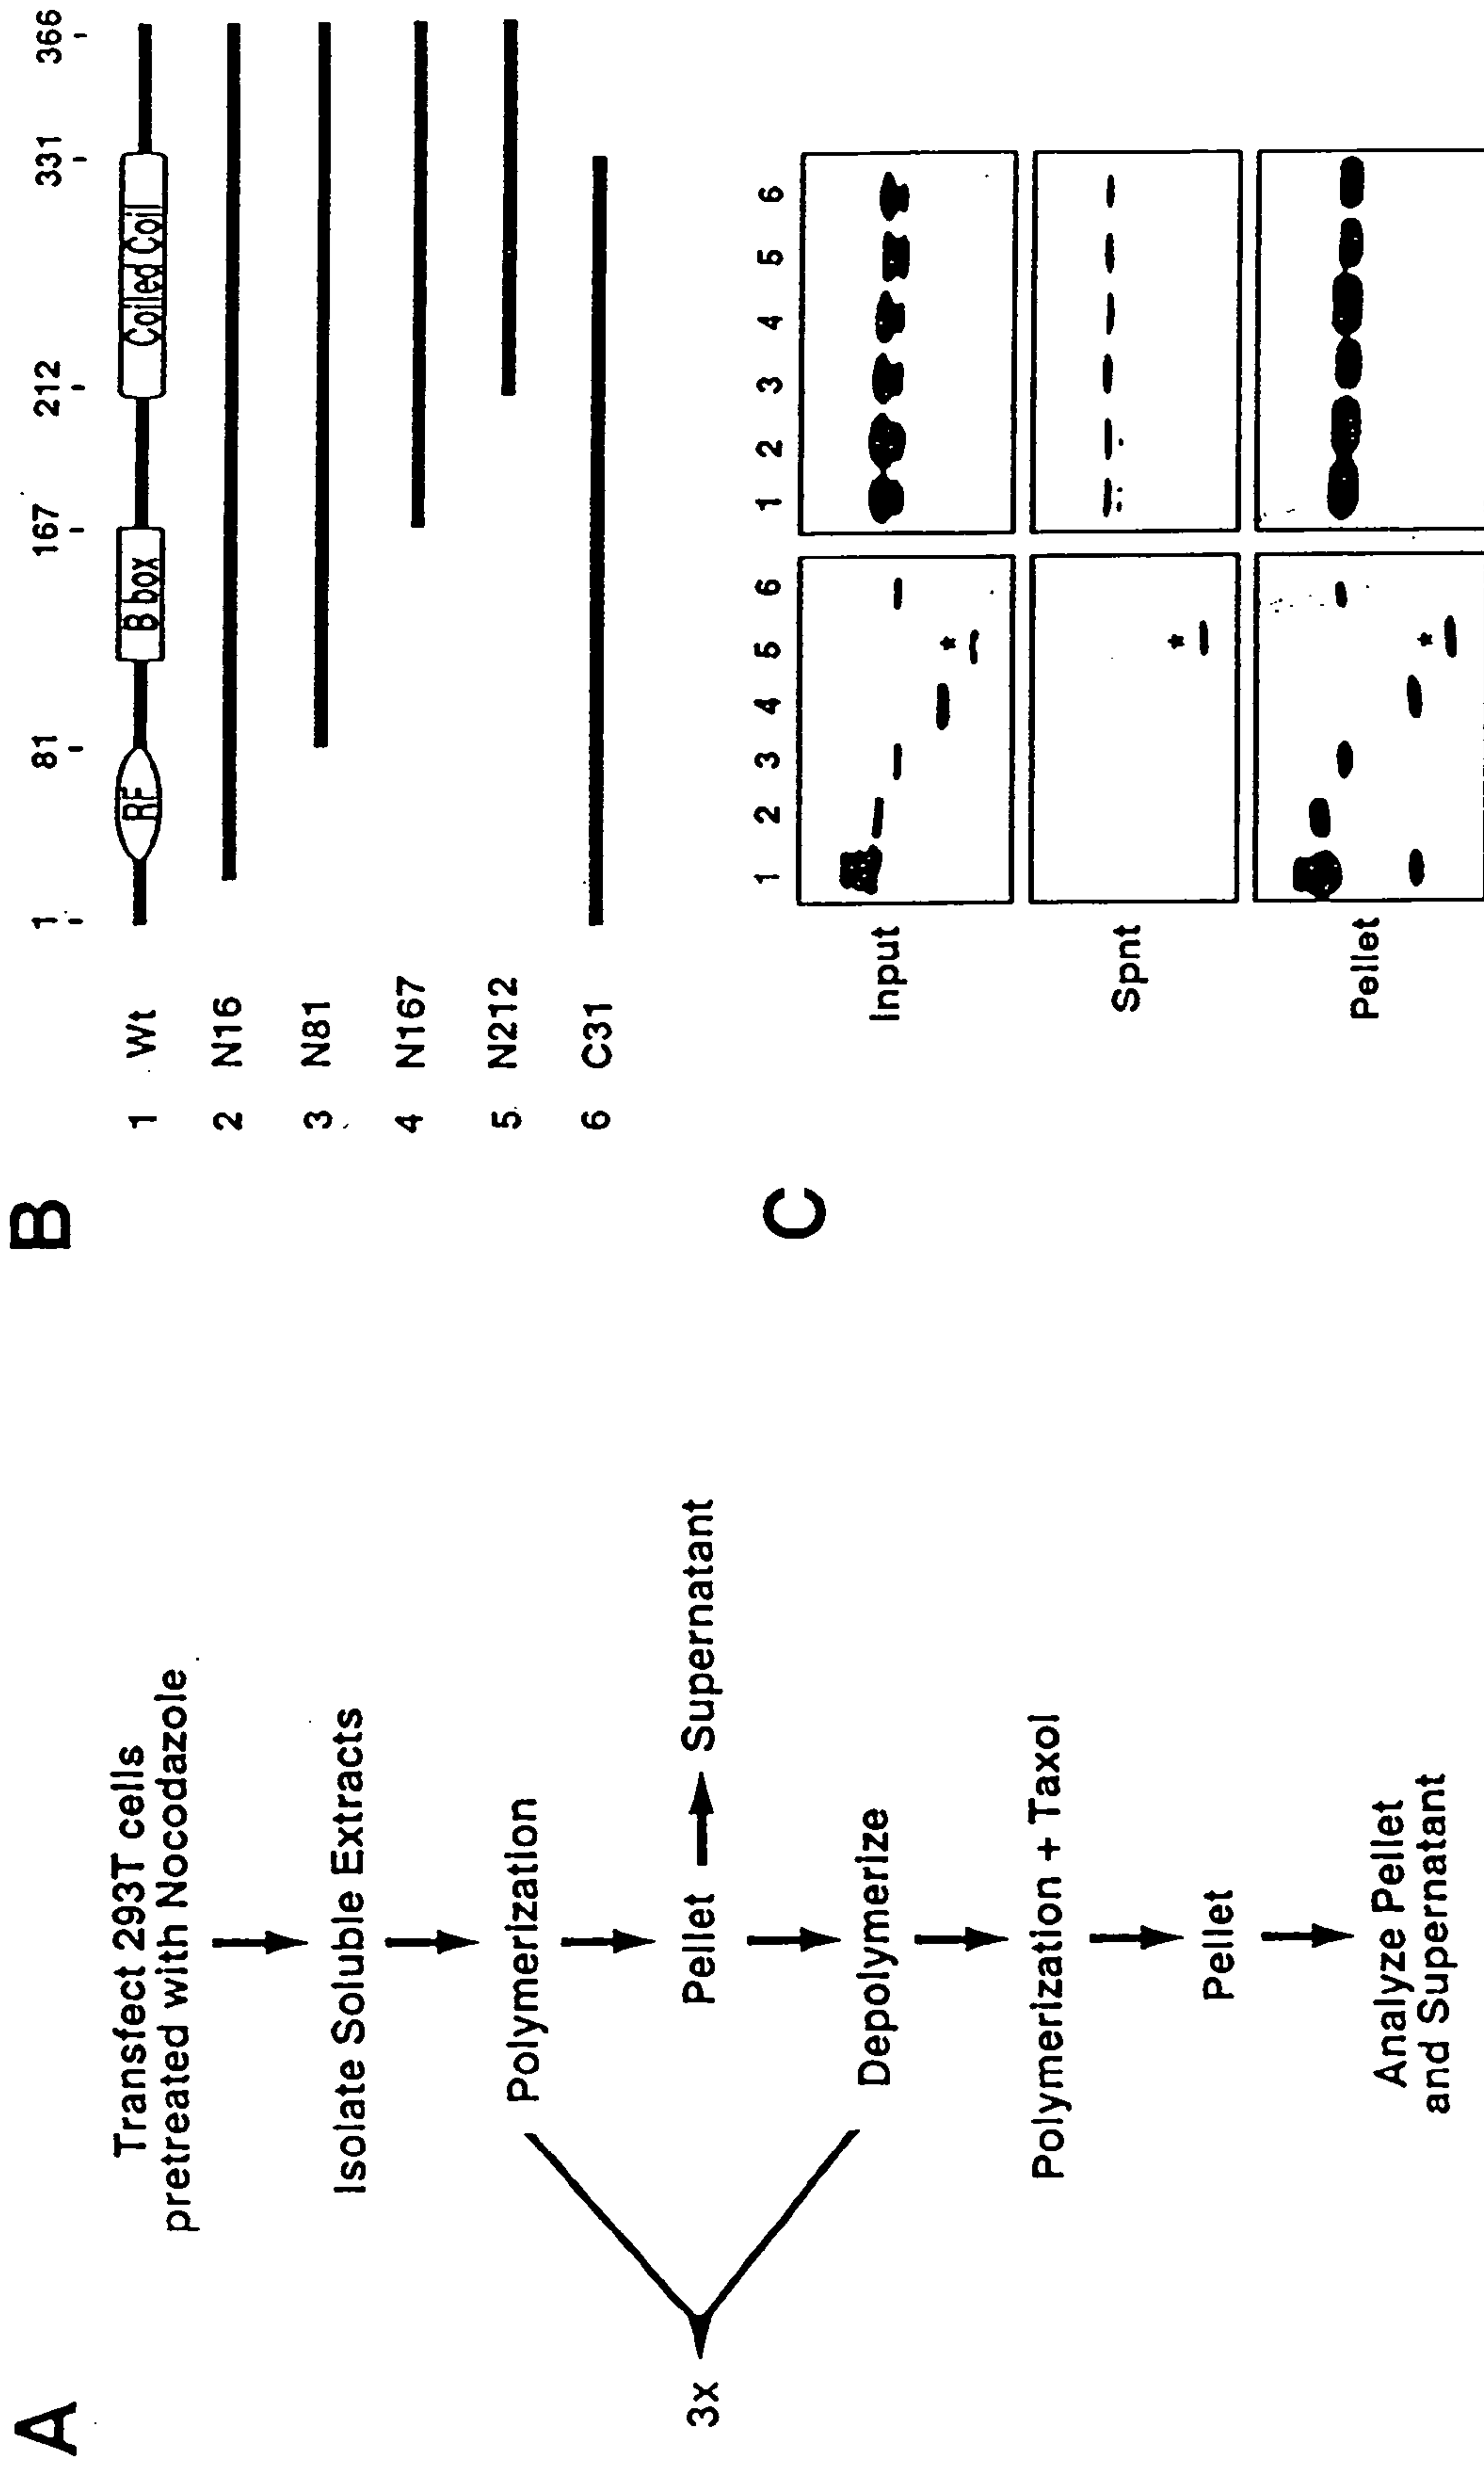 A
Transfect 293T cells
pretreated with Nocodazole
Isolate Soluble Extracts
Polymerization
3x
Pellet
Supernatant
Depolymerize
Polymerization + Taxol
Pellet
Analyze Pellet
and Supernatant
B
1 81 167 212 331 366
1 Wt RF B box Coiled Coil
2 N16
3 N81
4 N167
5 N212
6 C31
C
1 2 3 4 5 6 1 2 3 4 5 6
Input *
Spnt *
Pellet *